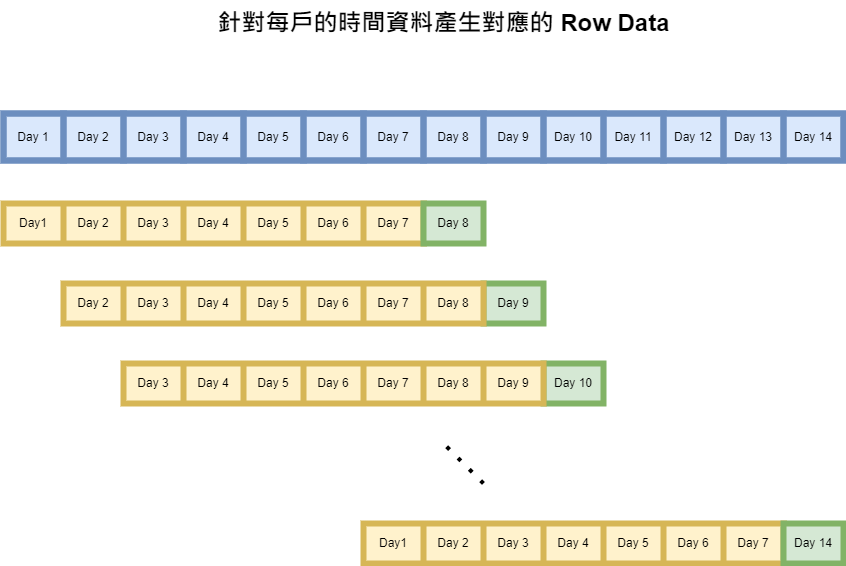 針對每戶的時間資料產生對應的 Row Data
Day 1 Day 2 Day 3 Day 4 Day 5 Day 6 Day 7 Day 8 Day 9 Day 10 Day 11 Day 12 Day 13 Day 14
Day1 Day 2 Day 3 Day 4 Day 5 Day 6 Day 7 Day 8
Day 2 Day 3 Day 4 Day 5 Day 6 Day 7 Day 8 Day 9
Day 3 Day 4 Day 5 Day 6 Day 7 Day 8 Day 9 Day 10
Day1 Day 2 Day 3 Day 4 Day 5 Day 6 Day 7 Day 14